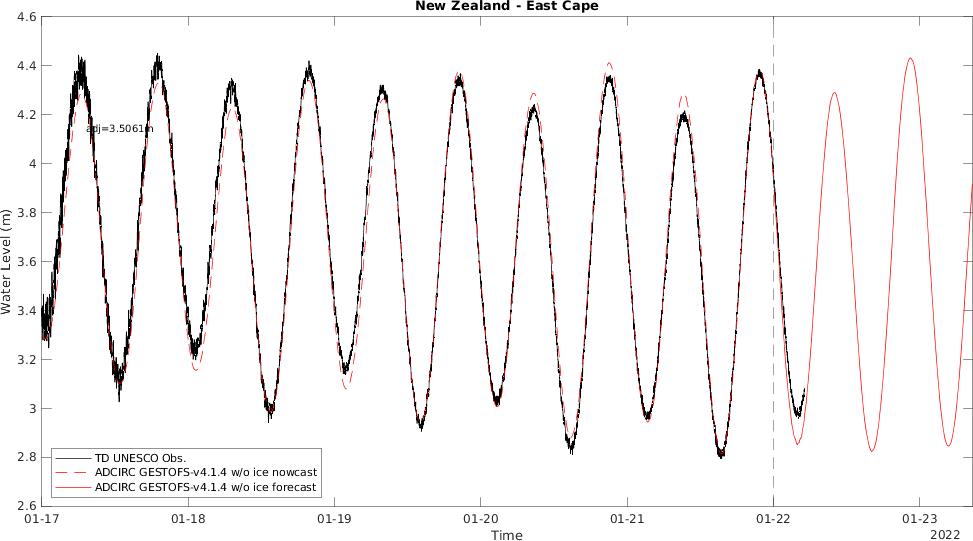 New Zealand - East Cape
4.6
4.4
4.2
4
3.8
3.6
3.4
3.2
3
2.8
2.6
Water Level (m)
adj=3.5061m
TD UNESCO Obs.
ADCIRC GESTOFS-v4.1.4 w/o ice nowcast
ADCIRC GESTOFS-v4.1.4 w/o ice forecast
01-17 01-18 01-19 01-20 01-21 01-22 01-23
Time
2022